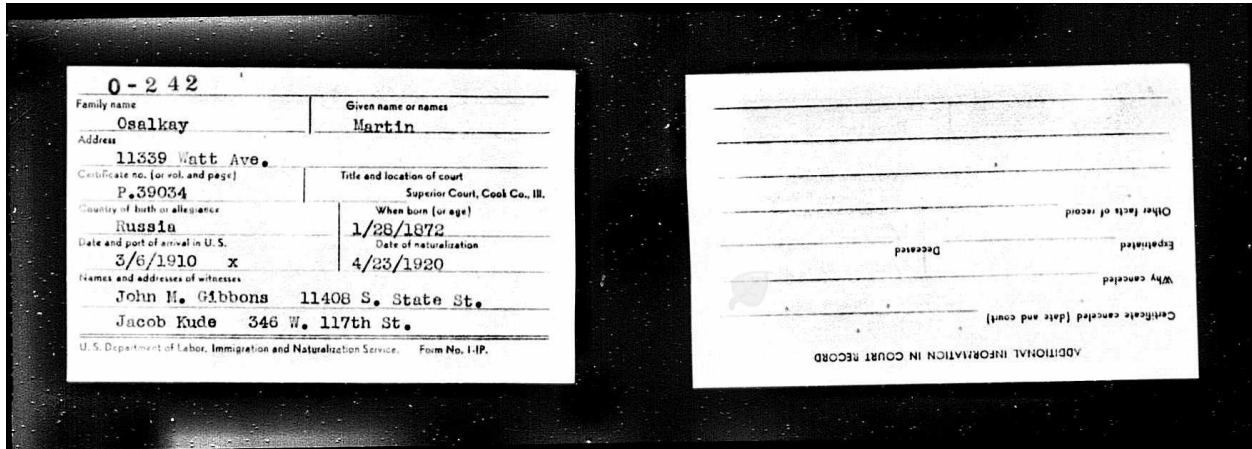 O-242
Family name Given name or names
Osalkay Martin
Address
11339 Watt Ave.
Certificate no. (or vol. and page) Title and location of court
P.39034 Superior Court, Cook Co., Ill.
Country of birth or allegiance When born (or age)
Russia 1/28/1872
Date and port of arrival in U. S. Date of naturalization
3/6/1910 x 4/23/1920
Names and addresses of witnesses
John M. Gibbons 11408 S. State St.
Jacob Kude 346 W. 117th St.
U. S. Department of Labor, Immigration and Naturalization Service. Form No. 1-IP.
ADDITIONAL INFORMATION IN COURT RECORD
Certificate canceled (date and court)
Why canceled
Expatriated Deceased
Other facts of record